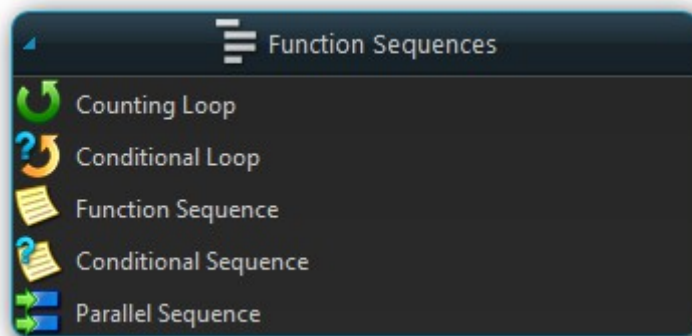 Function Sequences
Counting Loop
Conditional Loop
Function Sequence
Conditional Sequence
Parallel Sequence